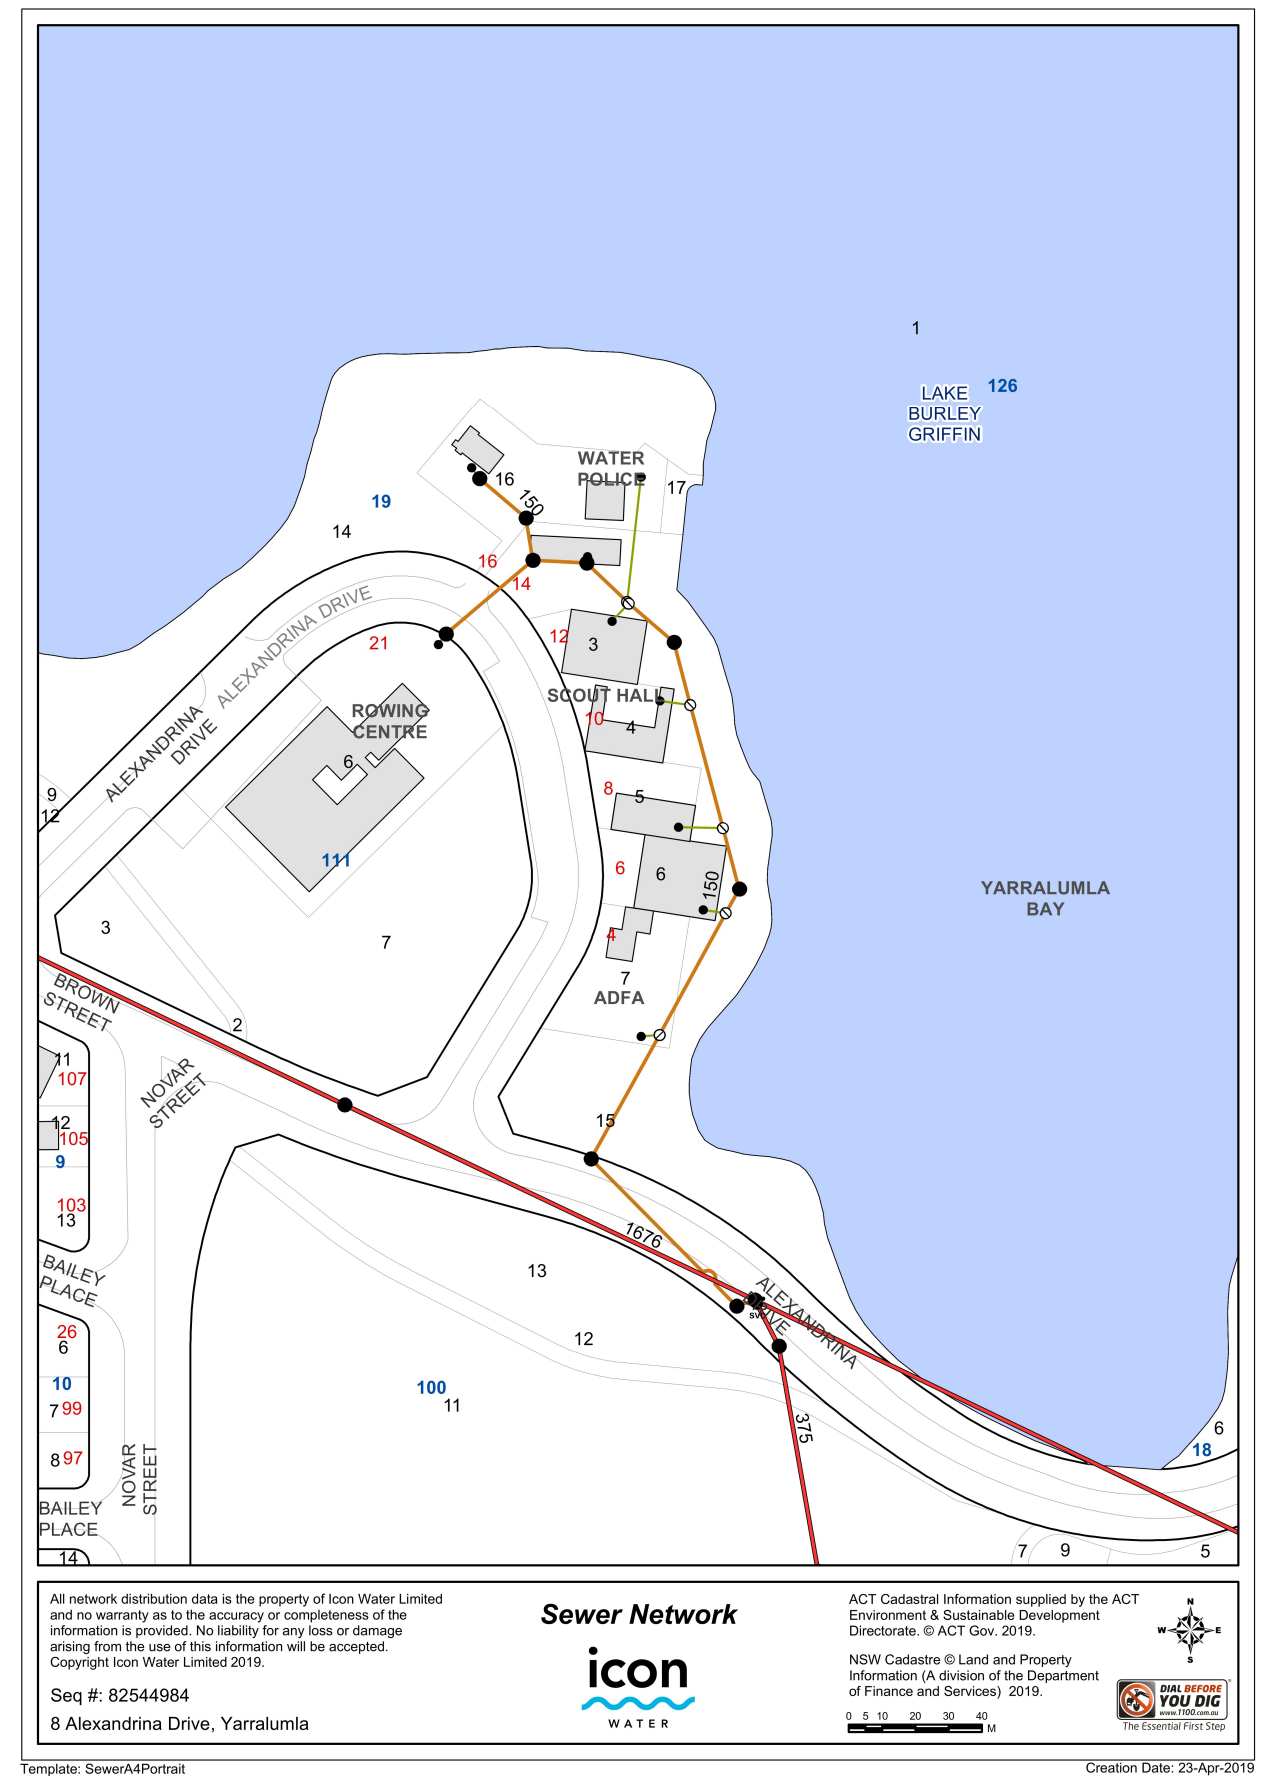 1
126
LAKE
BURLEY
GRIFFIN
WATER
POLICE
16
17
150
19
14
16
14
ALEXANDRINA DRIVE
21
12
3
SCOUT HALL
10
4
ROWING
CENTRE
6
ALEXANDRINA
DRIVE
9
12
8
5
111
6
6
150
YARRALUMLA
BAY
3
7
4
7
ADFA
BROWN
STREET
2
11
107
NOVAR
STREET
12
105
9
15
103
13
1676
BAILEY
PLACE
13
ALEXANDRINA
DRIVE
26
6
12
10
100
11
7
99
375
6
18
8
97
NOVAR
STREET
BAILEY
PLACE
14
7
9
5
All network distribution data is the property of Icon Water Limited
and no warranty as to the accuracy or completeness of the
information is provided. No liability for any loss or damage
arising from the use of this information will be accepted.
Copyright Icon Water Limited 2019.
Seq #: 82544984
8 Alexandrina Drive, Yarralumla
Sewer Network
icon
WATER
ACT Cadastral Information supplied by the ACT
Environment & Sustainable Development
Directorate. © ACT Gov. 2019.
NSW Cadastre © Land and Property
Information (A division of the Department
of Finance and Services) 2019.
0 5 10 20 30 40
M
N
W E
S
DIAL BEFORE
YOU DIG
www.1100.com.au
The Essential First Step
Template: SewerA4Portrait
Creation Date: 23-Apr-2019